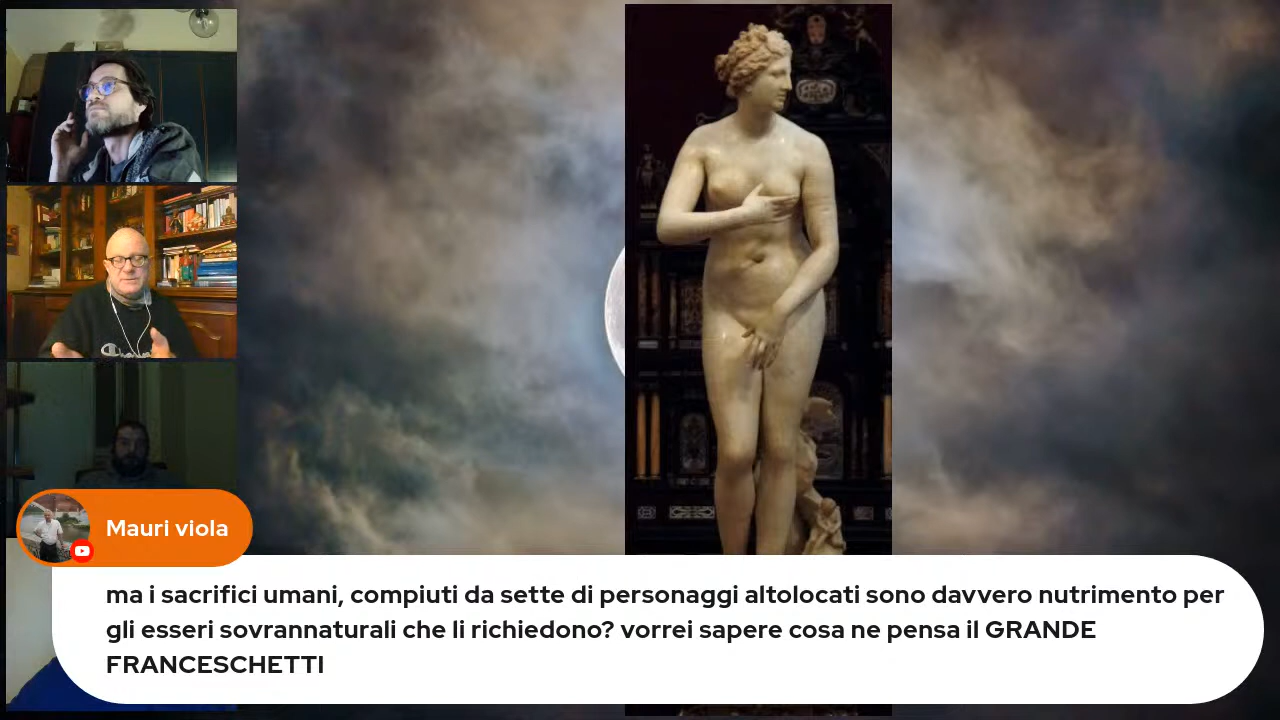 Mauri viola
ma i sacrifici umani, compiuti da sette di personaggi altolocati sono davvero nutrimento per
gli esseri sovrannaturali che li richiedono? vorrei sapere cosa ne pensa il GRANDE
FRANCESCHETTI